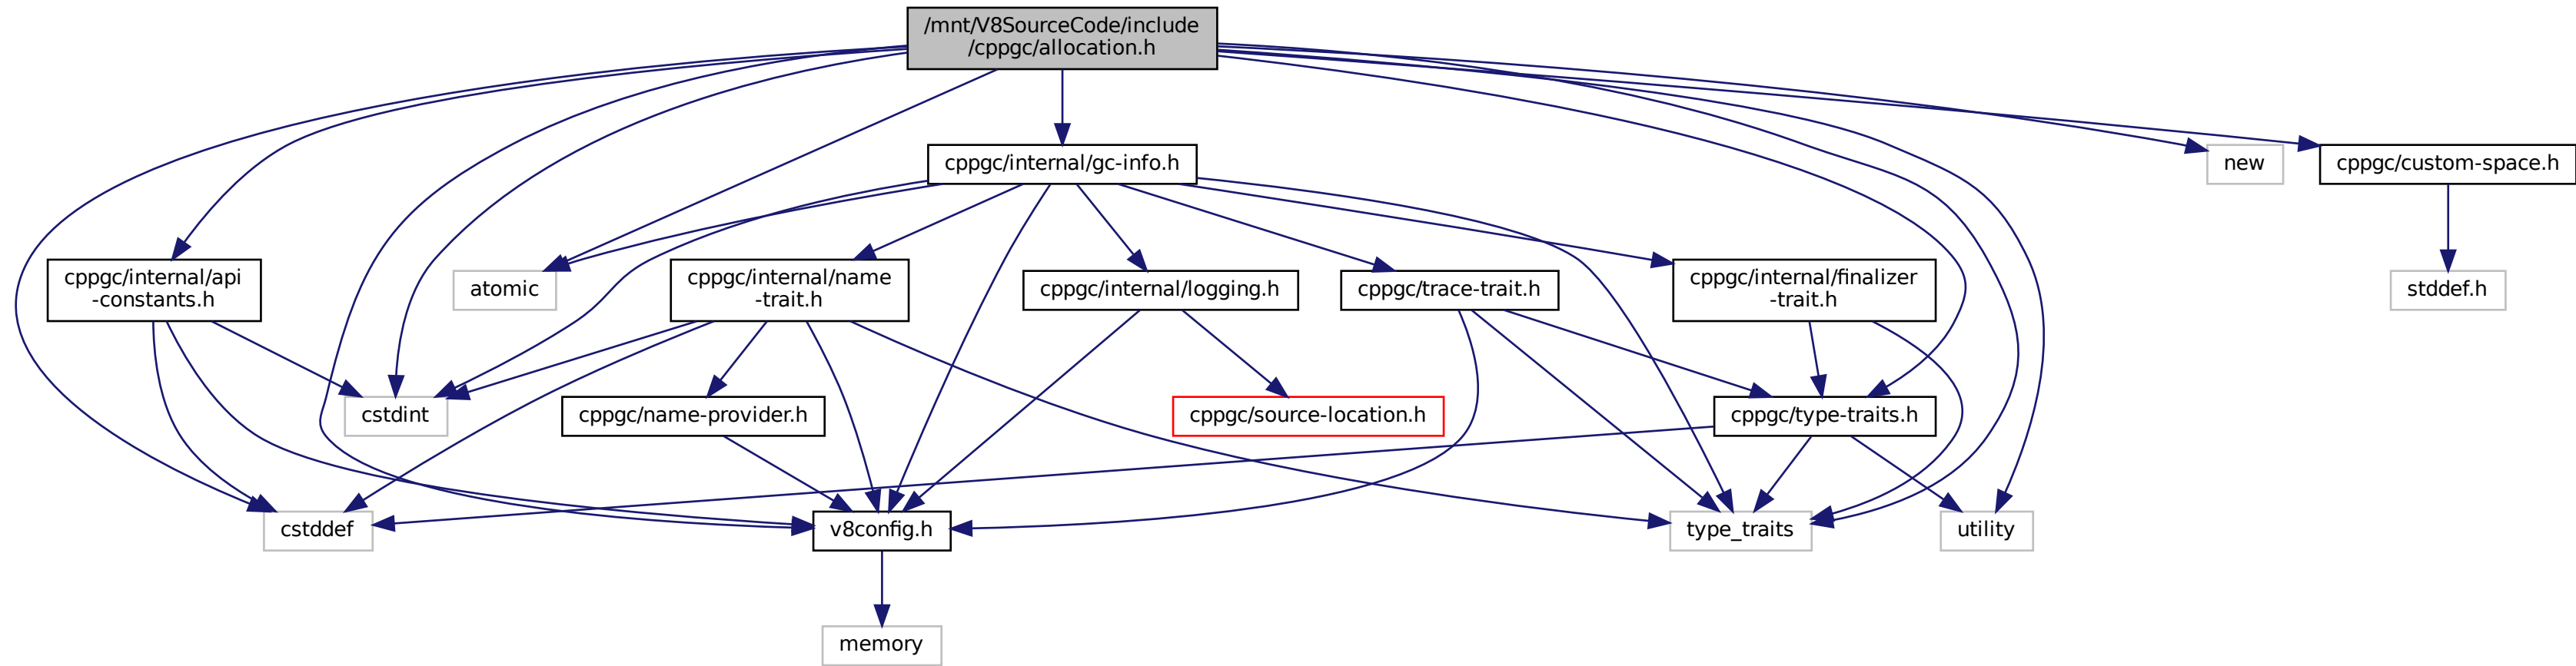 /mnt/V8SourceCode/include
/cppgc/allocation.h
cppgc/internal/gc-info.h
new
cppgc/custom-space.h
cppgc/internal/api
-constants.h
atomic
cppgc/internal/name
-trait.h
cppgc/internal/logging.h
cppgc/trace-trait.h
cppgc/internal/finalizer
-trait.h
stddef.h
cstdint
cppgc/name-provider.h
cppgc/source-location.h
cppgc/type-traits.h
cstddef
v8config.h
type_traits
utility
memory